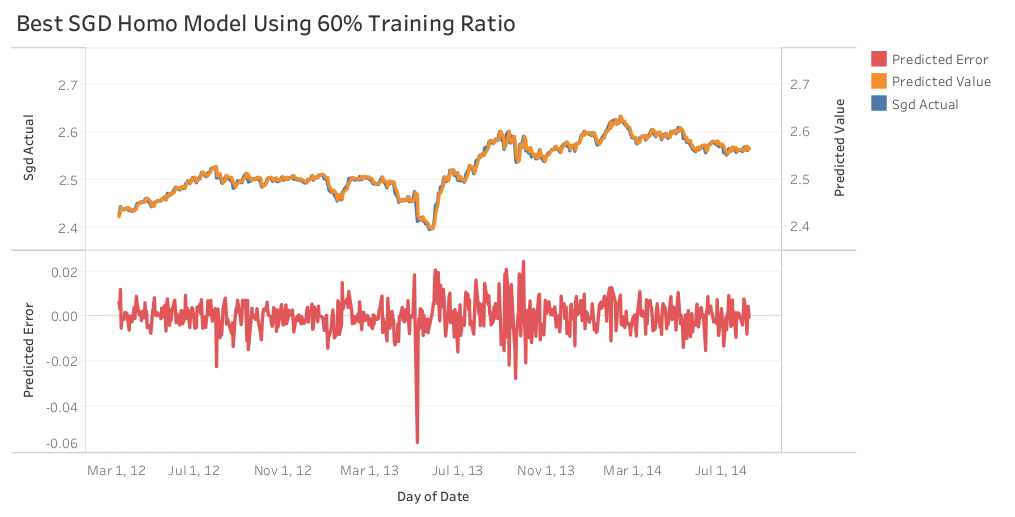 Best SGD Homo Model Using 60% Training Ratio
Predicted Error
Predicted Value
Sgd Actual
Sgd Actual
2.7
2.6
2.5
2.4
2.7
2.6
2.5
2.4
Predicted Value
Predicted Error
0.02
0.00
-0.02
-0.04
-0.06
Mar 1, 12 Jul 1, 12 Nov 1, 12 Mar 1, 13 Jul 1, 13 Nov 1, 13 Mar 1, 14 Jul 1, 14
Day of Date